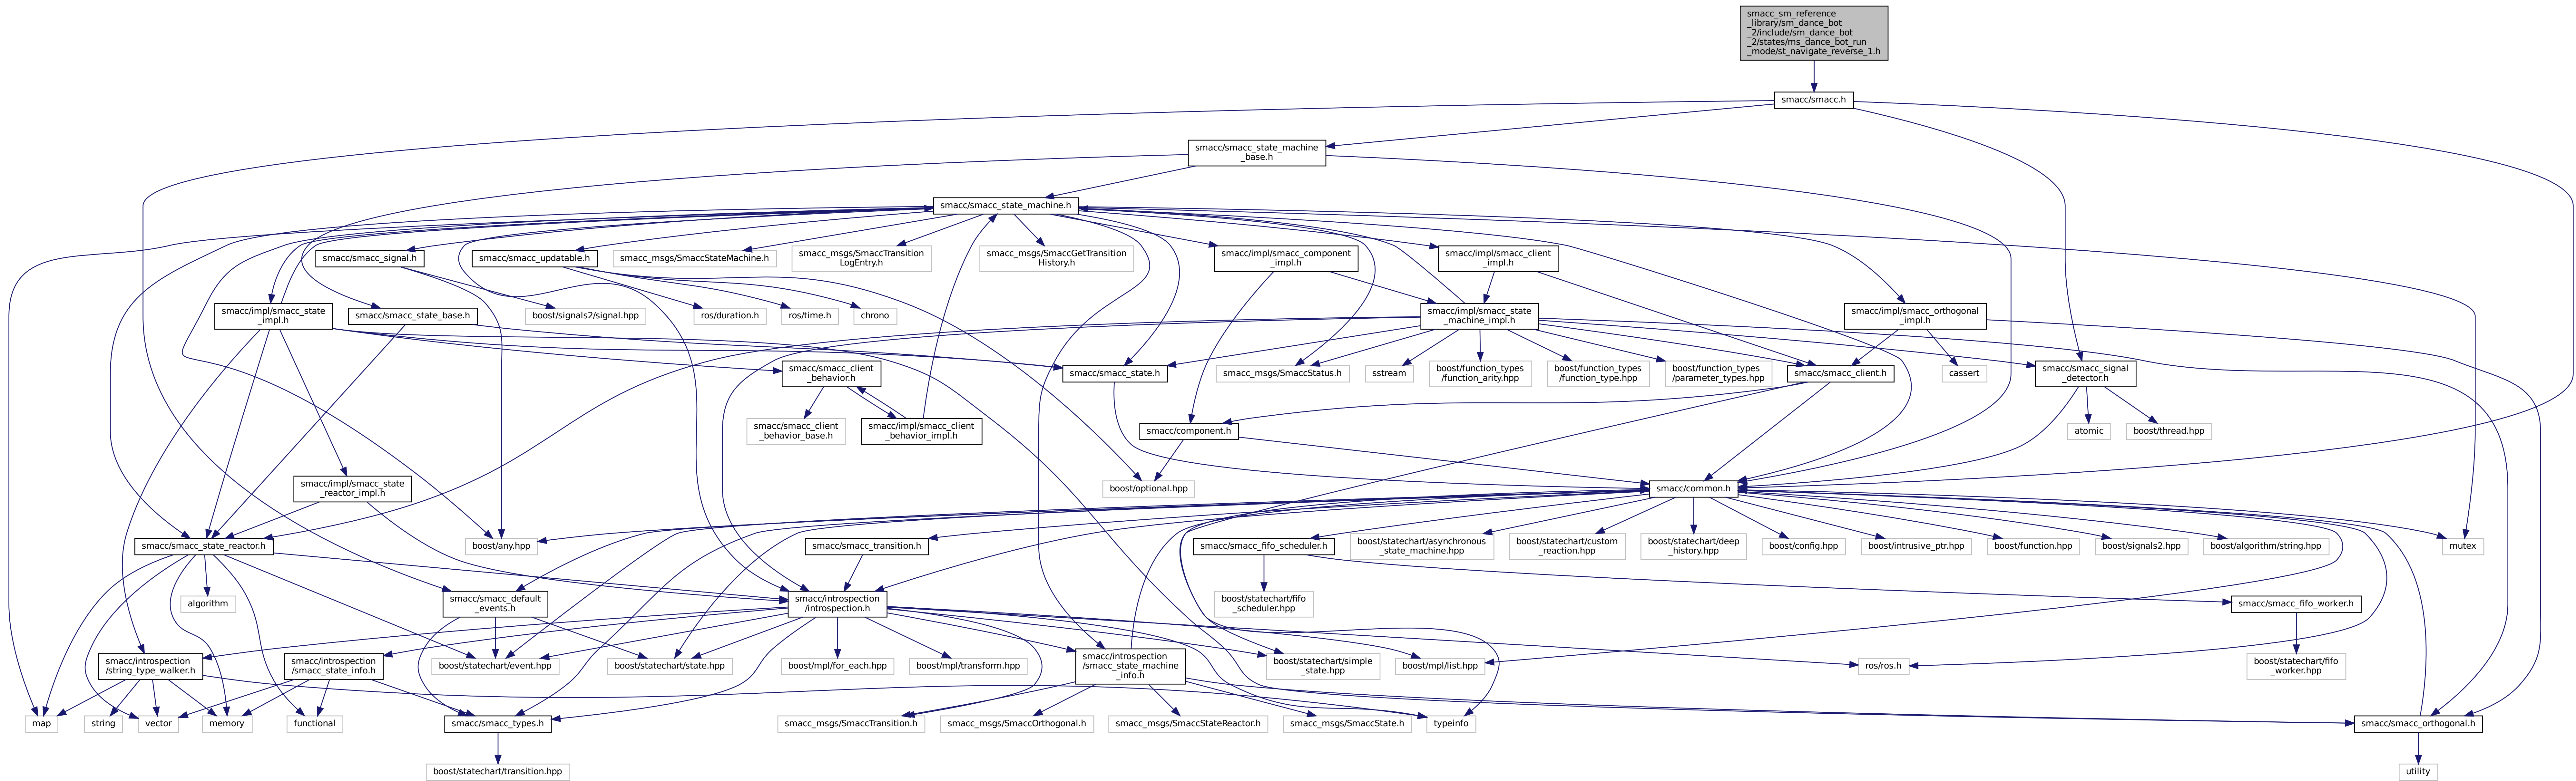 smacc_sm_reference
_library/sm_dance_bot
_2/include/sm_dance_bot
_2/states/ms_dance_bot_run
_mode/st_navigate_reverse_1.h
smacc/smacc.h
smacc/smacc_state_machine
_base.h
smacc/smacc_state_machine.h
smacc/smacc_signal.h
smacc/smacc_updatable.h
smacc_msgs/SmaccStateMachine.h
smacc_msgs/SmaccTransition
LogEntry.h
smacc_msgs/SmaccGetTransition
History.h
smacc/impl/smacc_component
_impl.h
smacc/impl/smacc_client
_impl.h
smacc/impl/smacc_state
_impl.h
smacc/smacc_state_base.h
boost/signals2/signal.hpp
ros/duration.h
ros/time.h
chrono
smacc/impl/smacc_state
_machine_impl.h
smacc/impl/smacc_orthogonal
_impl.h
smacc/smacc_client
_behavior.h
smacc/smacc_state.h
smacc_msgs/SmaccStatus.h
sstream
boost/function_types
/function_arity.hpp
boost/function_types
/function_type.hpp
boost/function_types
/parameter_types.hpp
smacc/smacc_client.h
cassert
smacc/smacc_signal
_detector.h
smacc/smacc_client
_behavior_base.h
smacc/impl/smacc_client
_behavior_impl.h
smacc/component.h
atomic
boost/thread.hpp
smacc/impl/smacc_state
_reactor_impl.h
boost/optional.hpp
smacc/common.h
smacc/smacc_state_reactor.h
boost/any.hpp
smacc/smacc_transition.h
smacc/smacc_fifo_scheduler.h
boost/statechart/asynchronous
_state_machine.hpp
boost/statechart/custom
_reaction.hpp
boost/statechart/deep
_history.hpp
boost/config.hpp
boost/intrusive_ptr.hpp
boost/function.hpp
boost/signals2.hpp
boost/algorithm/string.hpp
mutex
algorithm
smacc/smacc_default
_events.h
smacc/introspection
/introspection.h
boost/statechart/fifo
_scheduler.hpp
smacc/smacc_fifo_worker.h
smacc/introspection
/string_type_walker.h
smacc/introspection
/smacc_state_info.h
boost/statechart/event.hpp
boost/statechart/state.hpp
boost/mpl/for_each.hpp
boost/mpl/transform.hpp
smacc/introspection
/smacc_state_machine
_info.h
boost/statechart/simple
_state.hpp
boost/mpl/list.hpp
ros/ros.h
boost/statechart/fifo
_worker.hpp
map
string
vector
memory
functional
smacc/smacc_types.h
smacc_msgs/SmaccTransition.h
smacc_msgs/SmaccOrthogonal.h
smacc_msgs/SmaccStateReactor.h
smacc_msgs/SmaccState.h
typeinfo
smacc/smacc_orthogonal.h
boost/statechart/transition.hpp
utility